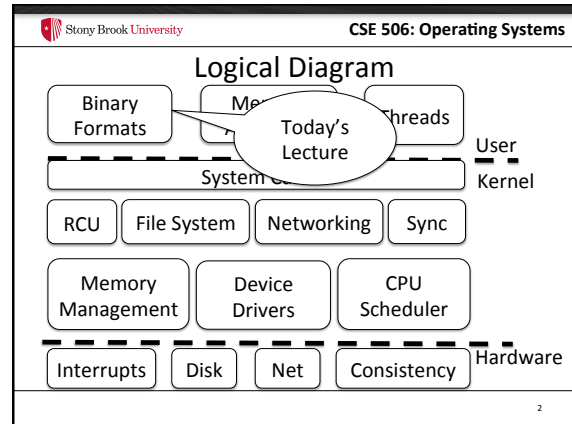 Stony Brook University
CSE 506: Operating Systems
Logical Diagram
Binary
Formats
Threads
Today's
Lecture
User
System
Kernel
RCU
File System
Networking
Sync
Memory
Management
Device
Drivers
CPU
Scheduler
Hardware
Interrupts
Disk
Net
Consistency
2